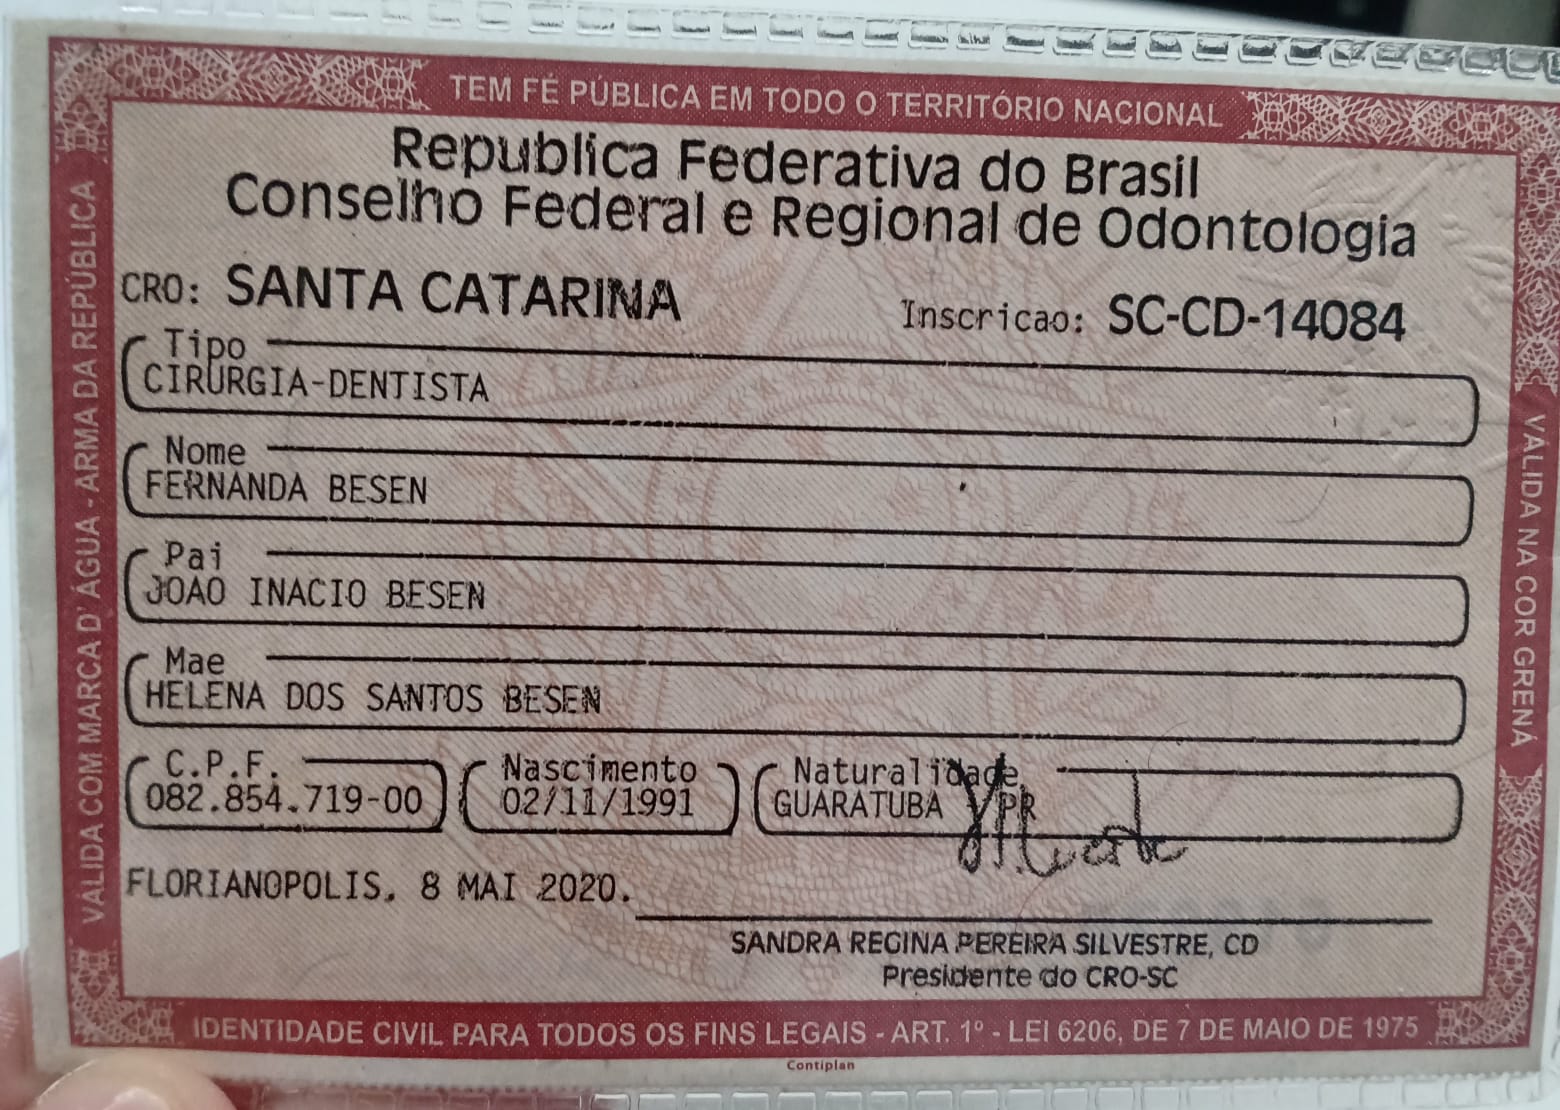 TEM FÉ PÚBLICA EM TODO O TERRITÓRIO NACIONAL
Republica Federativa do Brasil
Conselho Federal e Regional de Odontologia
CRO: SANTA CATARINA Inscricao: SC-CD-14084
Tipo
CIRURGIA-DENTISTA
Nome
FERNANDA BESEN
Pai
JOAO INACIO BESEN
Mae
HELENA DOS SANTOS BESEN
C.P.F. Nascimento Naturalidade
082.854.719-00 02/11/1991 GUARATUBA PR
FLORIANOPOLIS, 8 MAI 2020.
SANDRA REGINA PEREIRA SILVESTRE, CD
Presidente do CRO-SC
IDENTIDADE CIVIL PARA TODOS OS FINS LEGAIS - ART. 1º - LEI 6206, DE 7 DE MAIO DE 1975
Contiplan
VALIDA COM MARCA D' ÁGUA - ARMA DA REPÚBLICA
VÁLIDA NA COR GRENÁ